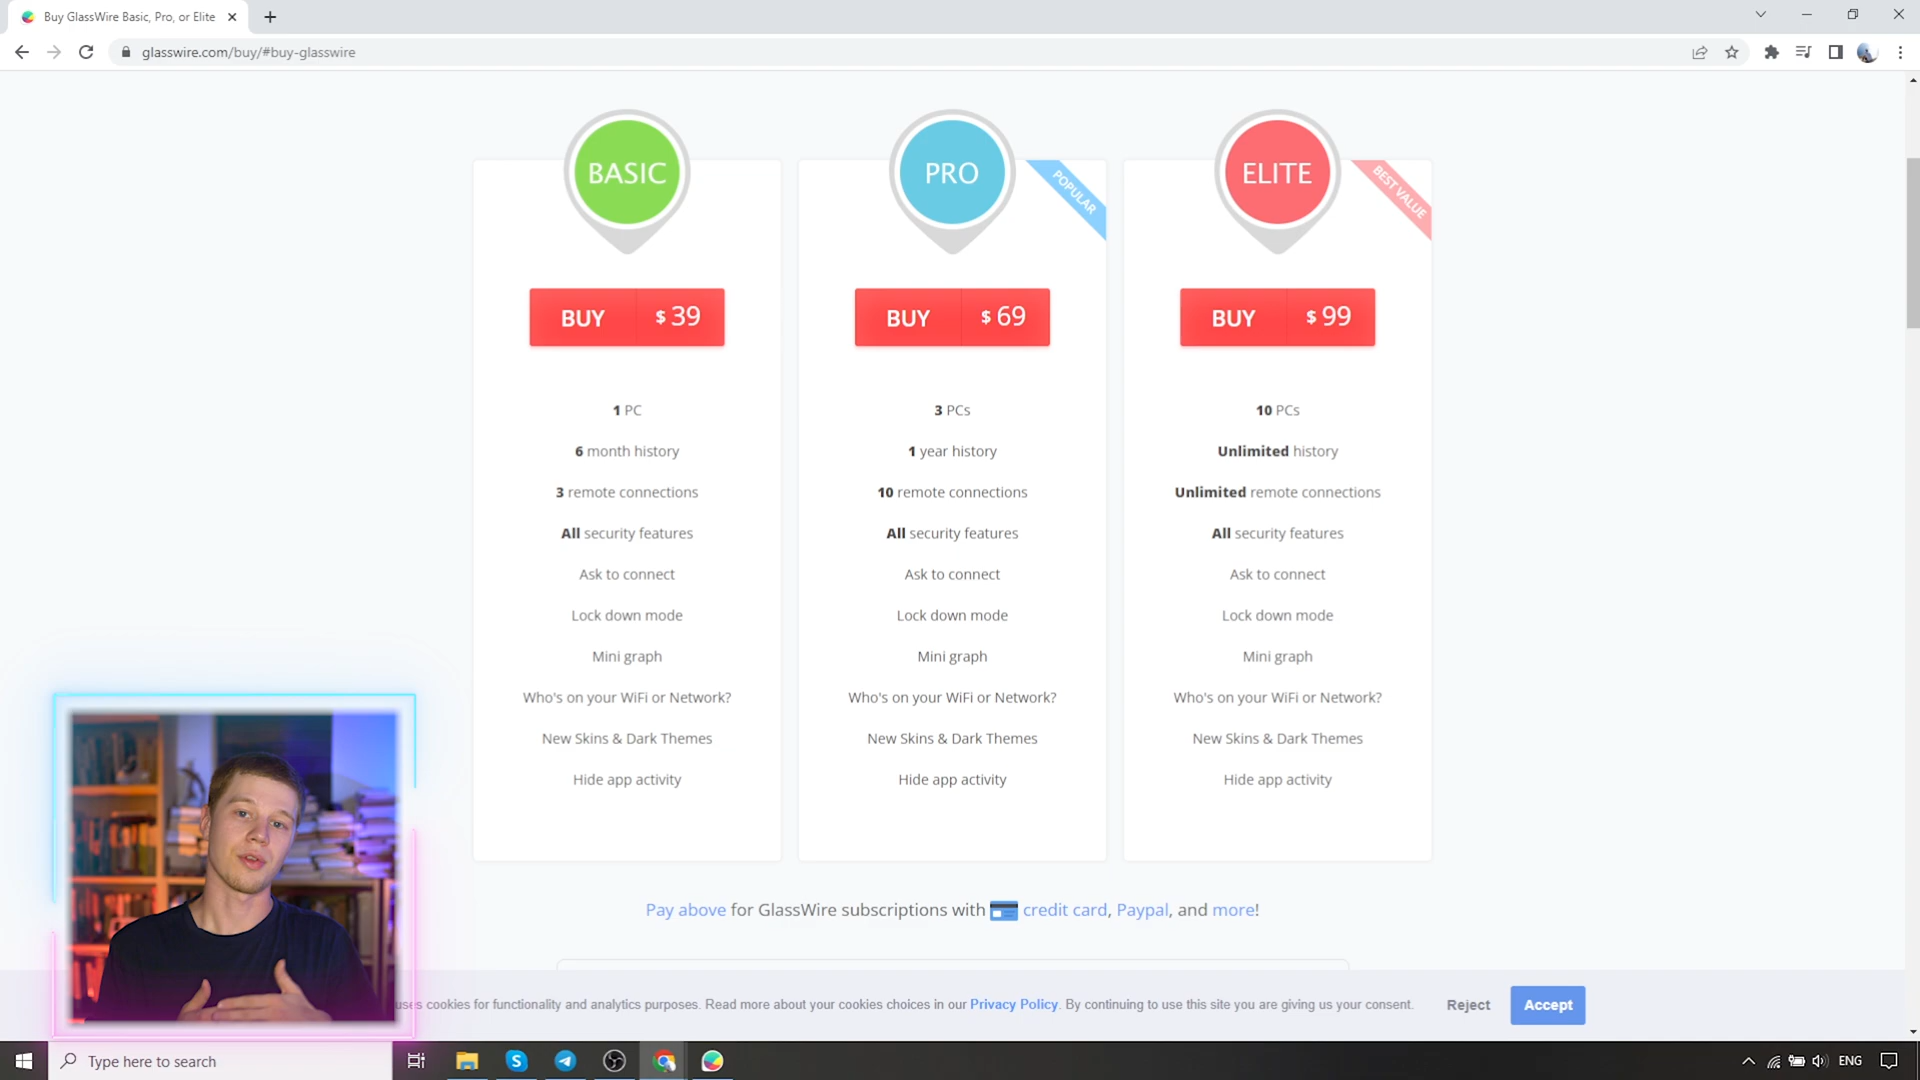 Buy GlassWire Basic, Pro, or Elite
glasswire.com/buy/#buy-glasswire
BASIC
PRO
POPULAR
ELITE
BEST VALUE
BUY $ 39
BUY $ 69
BUY $ 99
1 PC
6 month history
3 remote connections
All security features
Ask to connect
Lock down mode
Mini graph
Who's on your WiFi or Network?
New Skins & Dark Themes
Hide app activity
3 PCs
1 year history
10 remote connections
All security features
Ask to connect
Lock down mode
Mini graph
Who's on your WiFi or Network?
New Skins & Dark Themes
Hide app activity
10 PCs
Unlimited history
Unlimited remote connections
All security features
Ask to connect
Lock down mode
Mini graph
Who's on your WiFi or Network?
New Skins & Dark Themes
Hide app activity
Pay above for GlassWire subscriptions with credit card, Paypal, and more!
uses cookies for functionality and analytics purposes. Read more about your cookies choices in our Privacy Policy. By continuing to use this site you are giving us your consent.
Reject
Accept
Type here to search
ENG